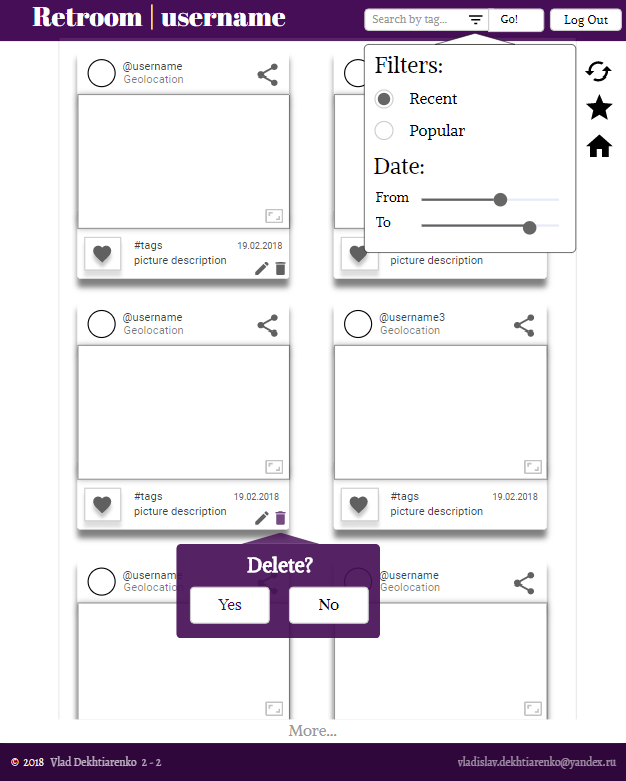 Retroom | username
Search by tag...
Go!
Log Out
Filters:
Recent
Popular
Date:
From
To
@username
Geolocation
#tags
19.02.2018
picture description
picture description
@username
Geolocation
#tags
19.02.2018
picture description
@username3
Geolocation
#tags
19.02.2018
picture description
Delete?
Yes
No
@username
Geolocation
@username
Geolocation
More...
© 2018 Vlad Dekhtiarenko 2 - 2
vladislav.dekhtiarenko@yandex.ru